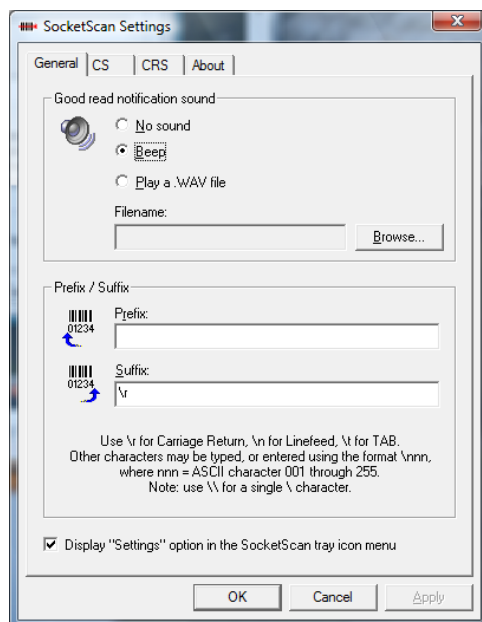 SocketScan Settings
General CS CRS About
Good read notification sound
No sound
Beep
Play a .WAV file
Filename:
Browse...
Prefix / Suffix
01234
Prefix:
01234
Suffix:
\r
Use \r for Carriage Return, \n for Linefeed, \t for TAB.
Other characters may be typed, or entered using the format \nnn,
where nnn = ASCII character 001 through 255.
Note: use \\ for a single \ character.
Display "Settings" option in the SocketScan tray icon menu
OK Cancel Apply